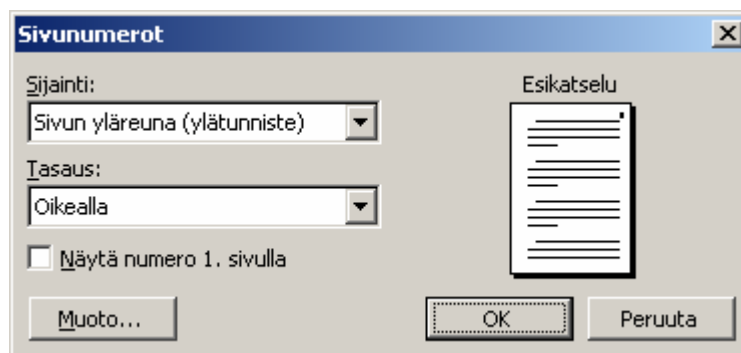 Sivunumerot
Sijainti:
Esikatselu
Sivun yläreuna (ylätunniste)
Tasaus:
Oikealla
Näytä numero 1. sivulla
Muoto...
OK
Peruuta